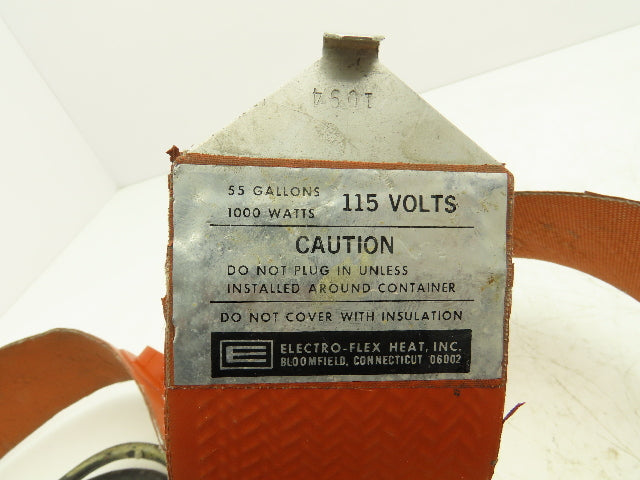 1094
55 GALLONS
1000 WATTS
115 VOLTS
CAUTION
DO NOT PLUG IN UNLESS
INSTALLED AROUND CONTAINER
DO NOT COVER WITH INSULATION
E ELECTRO-FLEX HEAT, INC.
BLOOMFIELD, CONNECTICUT 06002